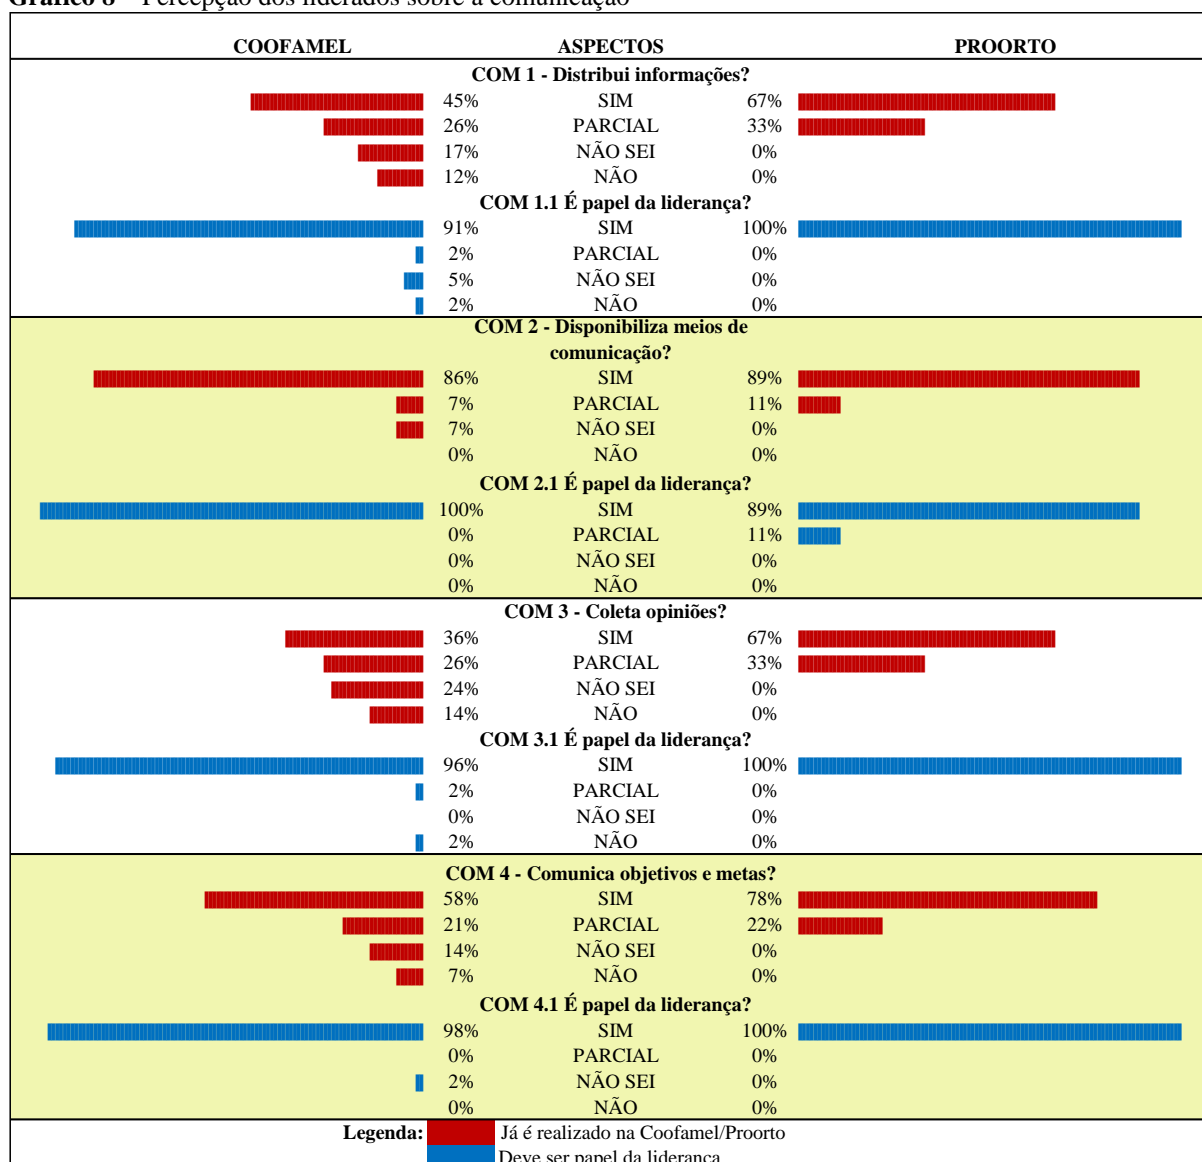 Gráfico 8 – Percepção dos liderados sobre a comunicação
COOFAMEL ASPECTOS PROORTO
COM 1 - Distribui informações?
45% SIM 67%
26% PARCIAL 33%
17% NÃO SEI 0%
12% NÃO 0%
COM 1.1 É papel da liderança?
91% SIM 100%
2% PARCIAL 0%
5% NÃO SEI 0%
2% NÃO 0%
COM 2 - Disponibiliza meios de
comunicação?
86% SIM 89%
7% PARCIAL 11%
7% NÃO SEI 0%
0% NÃO 0%
COM 2.1 É papel da liderança?
100% SIM 89%
0% PARCIAL 11%
0% NÃO SEI 0%
0% NÃO 0%
COM 3 - Coleta opiniões?
36% SIM 67%
26% PARCIAL 33%
24% NÃO SEI 0%
14% NÃO 0%
COM 3.1 É papel da liderança?
96% SIM 100%
2% PARCIAL 0%
0% NÃO SEI 0%
2% NÃO 0%
COM 4 - Comunica objetivos e metas?
58% SIM 78%
21% PARCIAL 22%
14% NÃO SEI 0%
7% NÃO 0%
COM 4.1 É papel da liderança?
98% SIM 100%
0% PARCIAL 0%
2% NÃO SEI 0%
0% NÃO 0%
Legenda: Já é realizado na Coofamel/Proorto
Deve ser papel da liderança